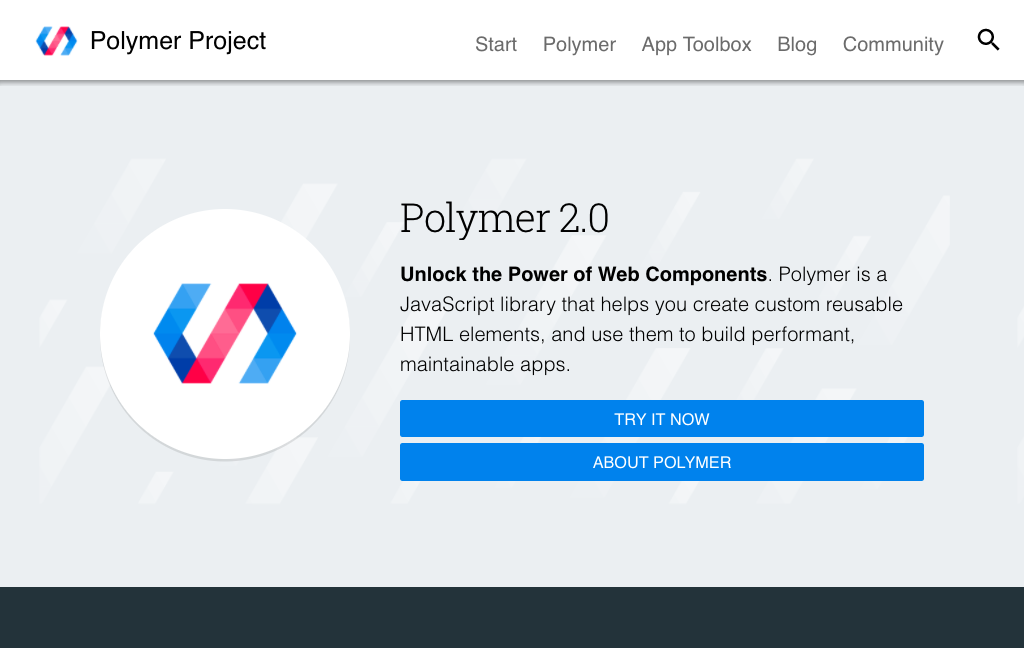 Polymer Project
Start
Polymer
App Toolbox
Blog
Community
Polymer 2.0
Unlock the Power of Web Components. Polymer is a
JavaScript library that helps you create custom reusable
HTML elements, and use them to build performant,
maintainable apps.
TRY IT NOW
ABOUT POLYMER